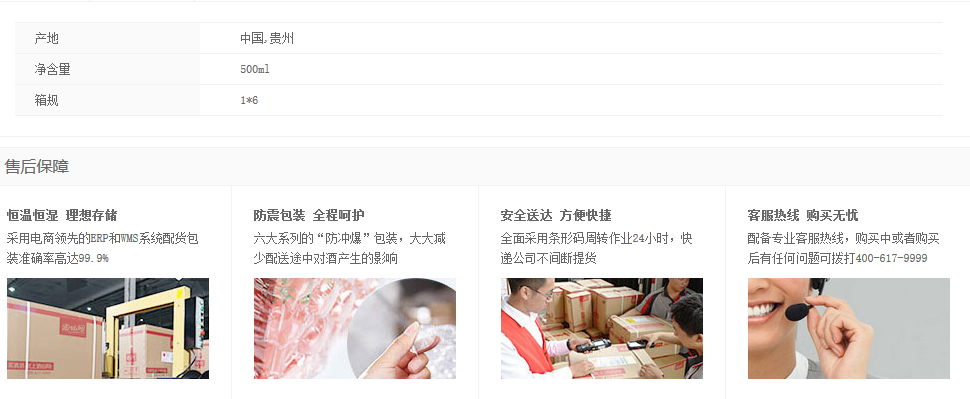 产地 中国,贵州
净含量 500ml
箱规 1*6
售后保障
恒温恒湿 理想存储
采用电商领先的ERP和WMS系统配货包
装准确率高达99.9%
防震包装 全程呵护
六大系列的“防冲爆”包装，大大减
少配送途中对酒产生的影响
安全送达 方便快捷
全面采用条形码周转作业24小时，快
递公司不间断提货
客服热线 购买无忧
配备专业客服热线，购买中或者购买
后有任何问题可拨打400-617-9999